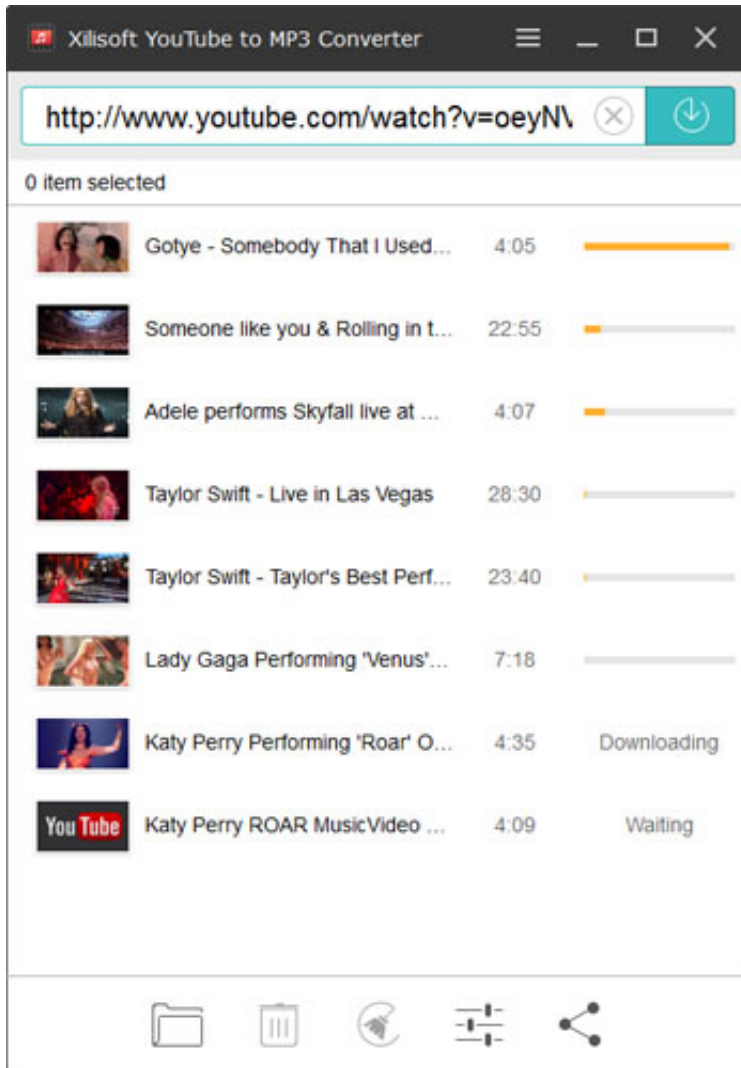 Xilisoft YouTube to MP3 Converter
http://www.youtube.com/watch?v=oeyN
0 item selected
Gotye - Somebody That I Used... 4:05
Someone like you & Rolling in t... 22:55
Adele performs Skyfall live at ... 4:07
Taylor Swift - Live in Las Vegas 28:30
Taylor Swift - Taylor's Best Perf... 23:40
Lady Gaga Performing 'Venus'... 7:18
Katy Perry Performing 'Roar' O... 4:35 Downloading
YouTube Katy Perry ROAR MusicVideo ... 4:09 Waiting